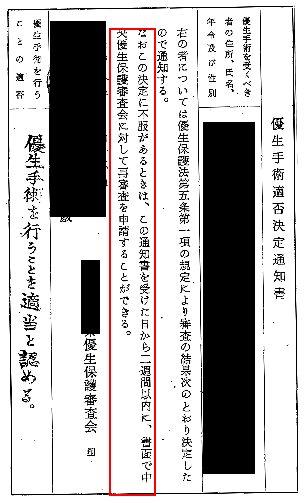 優生手術適否決定通知書
優生手術を受くべき
者の住所、氏名、
年令及び性別
右の者については優生保護法第五条第一項の規定により審査の結果次のとおり決定した
ので通知する。
なおこの決定に不服があるときは、この通知書を受けた日から二週間以内に、書面で中
央優生保護審査会に対して再審査を申請することができる。
県優生保護審査会 印
優生手術を行う
ことの適否
優生手術を行うことを適当と認める。